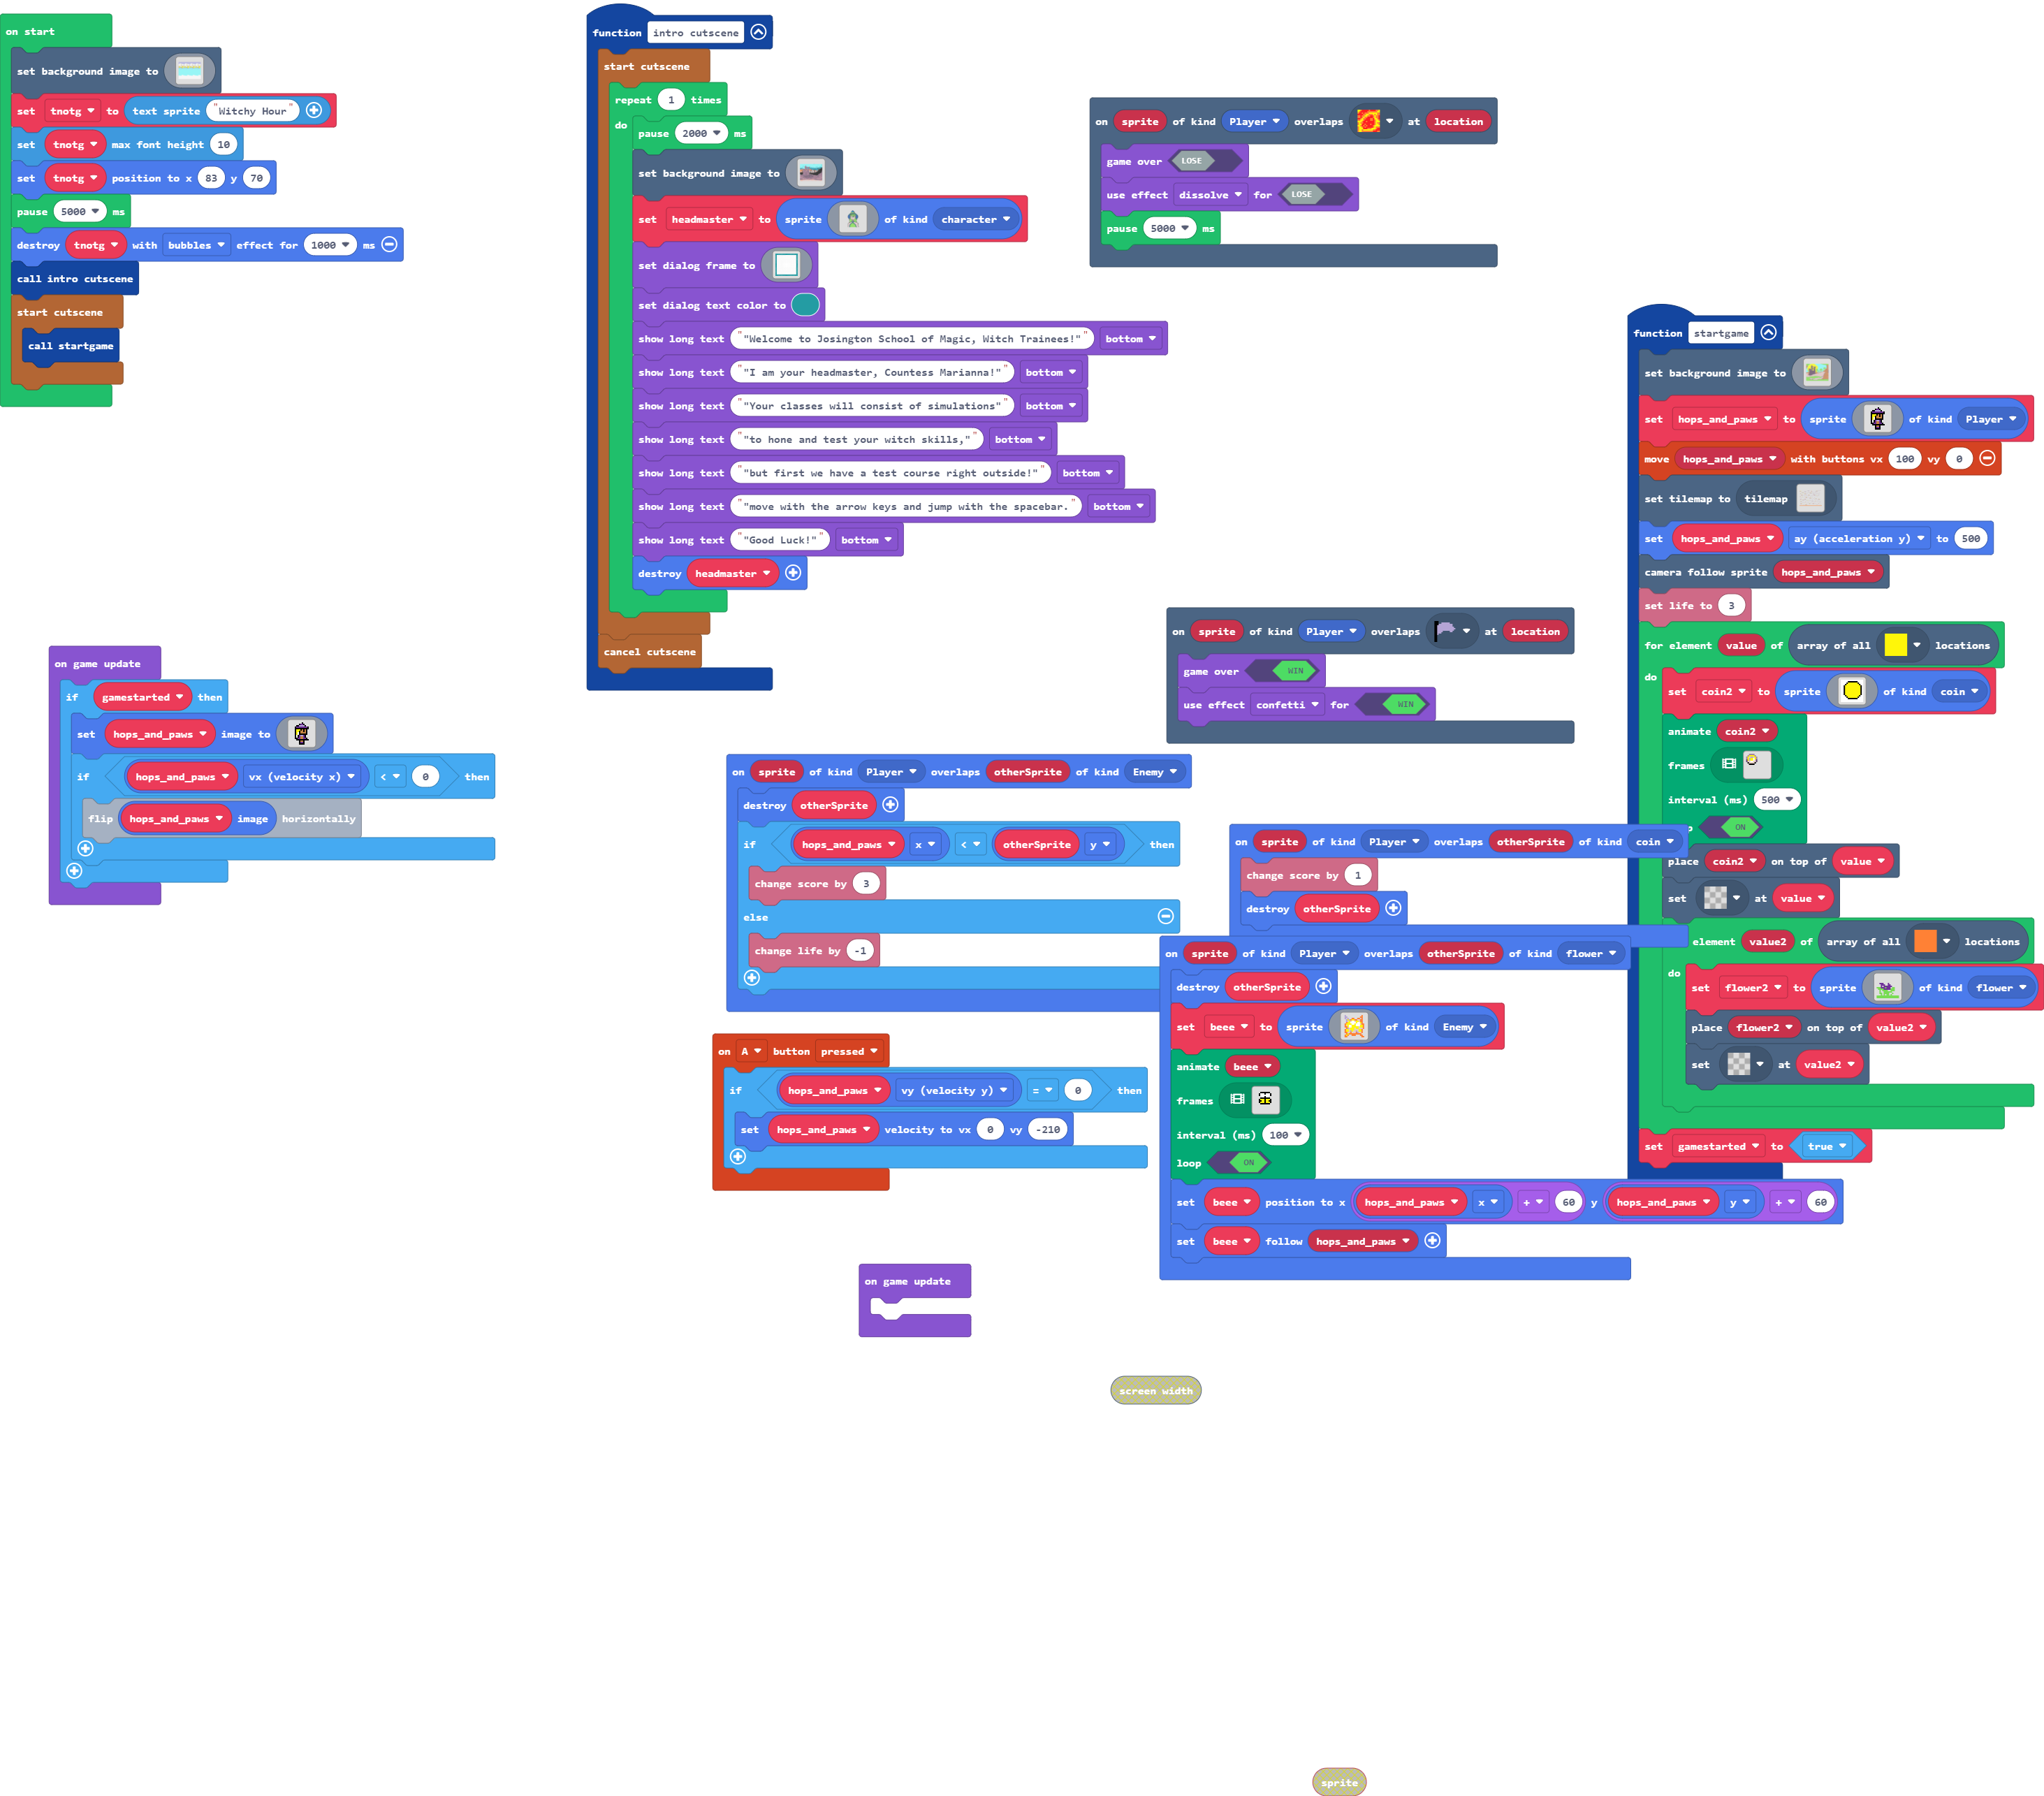 on start
set background image to
set tnotg to text sprite "Witchy Hour"
set tnotg max font height 10
set tnotg position to x 83 y 70
pause 5000 ms
destroy tnotg with bubbles effect for 1000 ms
call intro cutscene
start cutscene
call startgame
function intro cutscene
start cutscene
repeat 1 times
do
pause 2000 ms
set background image to
set headmaster to sprite of kind character
set dialog frame to
set dialog text color to
show long text ""Welcome to Josington School of Magic, Witch Trainees!"" bottom
show long text ""I am your headmaster, Countess Marianna!"" bottom
show long text ""Your classes will consist of simulations"" bottom
show long text ""to hone and test your witch skills,"" bottom
show long text ""but first we have a test course right outside!"" bottom
show long text ""move with the arrow keys and jump with the spacebar." bottom
show long text ""Good Luck!"" bottom
destroy headmaster
cancel cutscene
on sprite of kind Player overlaps at location
game over LOSE
use effect dissolve for LOSE
pause 5000 ms
function startgame
set background image to
set hops_and_paws to sprite of kind Player
move hops_and_paws with buttons vx 100 vy 0
set tilemap to tilemap
set hops_and_paws ay (acceleration y) to 500
camera follow sprite hops_and_paws
set life to 3
for element value of array of all locations
do
set coin2 to sprite of kind coin
animate coin2
frames
interval (ms) 500
ON
place coin2 on top of value
set at value
element value2 of array of all locations
do
set flower2 to sprite of kind flower
place flower2 on top of value2
set at value2
set gamestarted to true
on game update
if gamestarted then
set hops_and_paws image to
if hops_and_paws vx (velocity x) < 0 then
flip hops_and_paws image horizontally
on sprite of kind Player overlaps at location
game over WIN
use effect confetti for WIN
on sprite of kind Player overlaps otherSprite of kind Enemy
destroy otherSprite
if hops_and_paws x < otherSprite y then
change score by 3
else
change life by -1
on sprite of kind Player overlaps otherSprite of kind coin
change score by 1
destroy otherSprite
on sprite of kind Player overlaps otherSprite of kind flower
destroy otherSprite
set beee to sprite of kind Enemy
animate beee
frames
interval (ms) 100
loop ON
set beee position to x hops_and_paws x + 60 y hops_and_paws y + 60
set beee follow hops_and_paws
on A button pressed
if hops_and_paws vy (velocity y) = 0 then
set hops_and_paws velocity to vx 0 vy -210
on game update
screen width
sprite